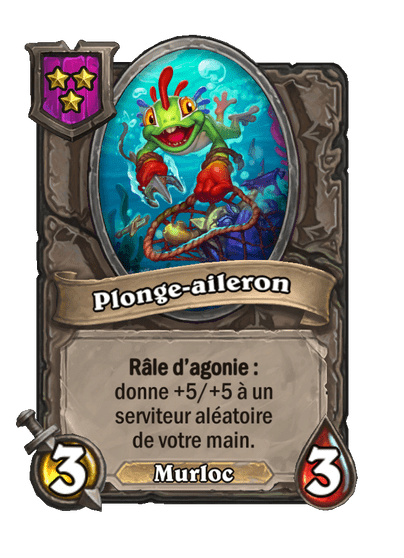 Plonge-aileron
Râle d’agonie :
donne +5/+5 à un
serviteur aléatoire
de votre main.
3
Murloc
3